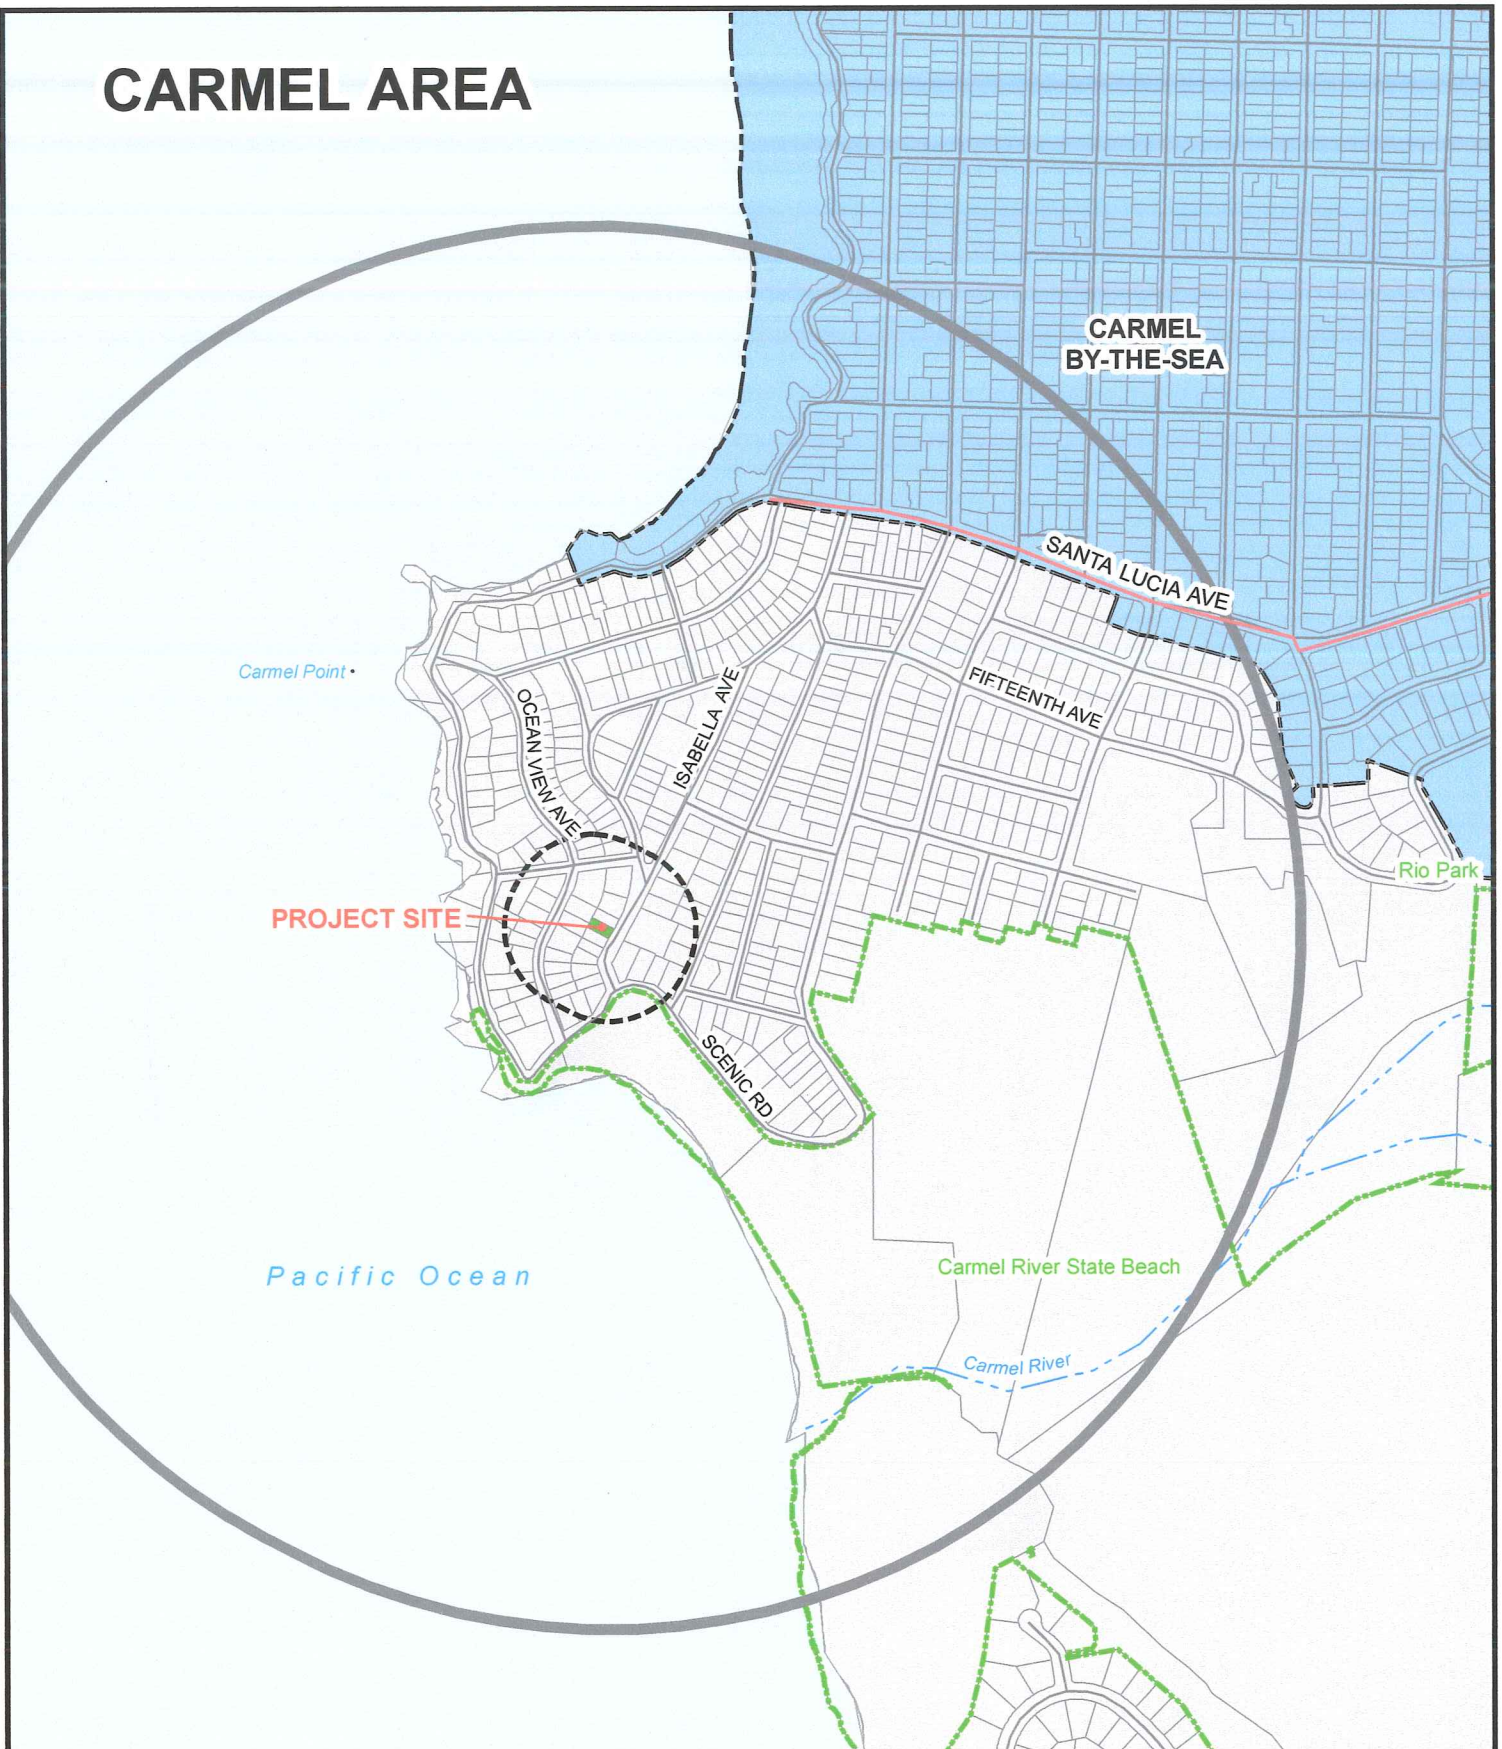 CARMEL AREA
CARMEL
BY-THE-SEA
SANTA LUCIA AVE
Carmel Point
ISABELLA AVE
FIFTEENTH AVE
OCEAN VIEW AVE
Rio Park
PROJECT SITE
SCENIC RD
Pacific Ocean
Carmel River State Beach
Carmel River